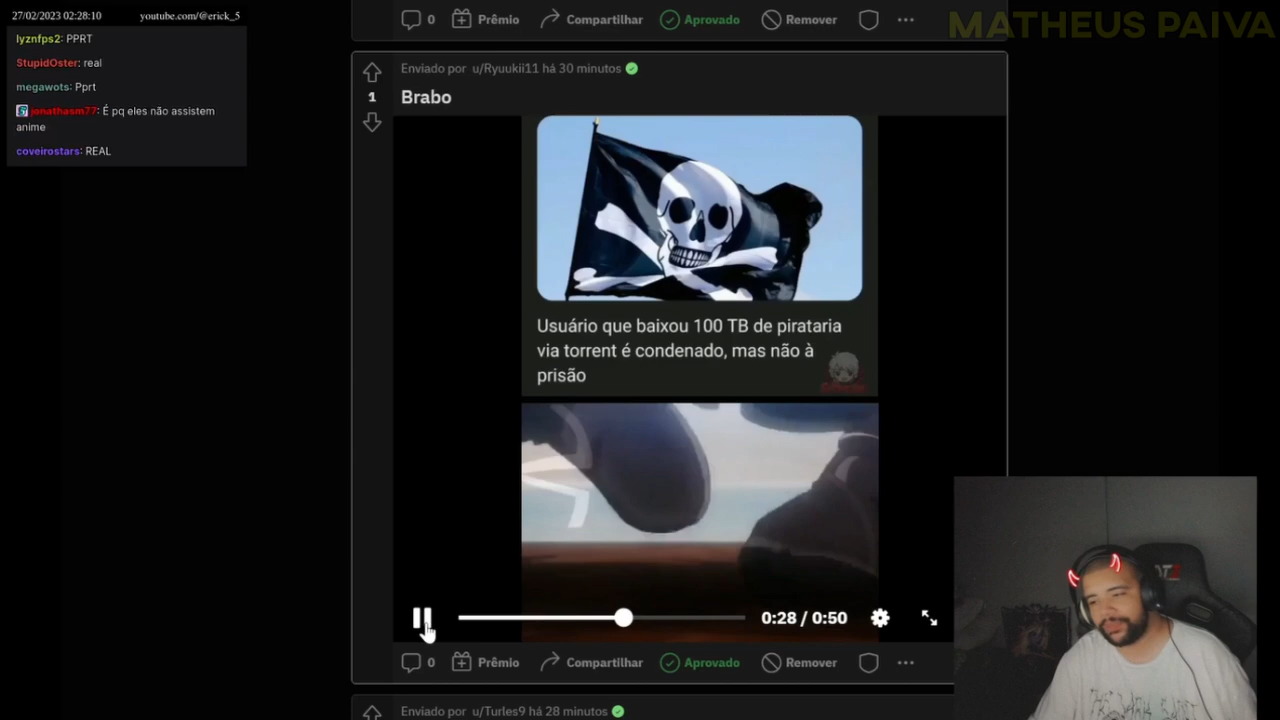 27/02/2023 02:28:10 youtube.com/@erick_5
lyznfps2: PPRT
StupidOster: real
megawots: Pprt
jonathasm77: É pq eles não assistem
anime
coveirostars: REAL
MATHEUS PAIVA
0 Prêmio Compartilhar Aprovado Remover
Enviado por u/Ryuukii11 há 30 minutos
1
Brabo
Usuário que baixou 100 TB de pirataria
via torrent é condenado, mas não à
prisão
0:28 / 0:50
0 Prêmio Compartilhar Aprovado Remover
Enviado por u/Turles9 há 28 minutos